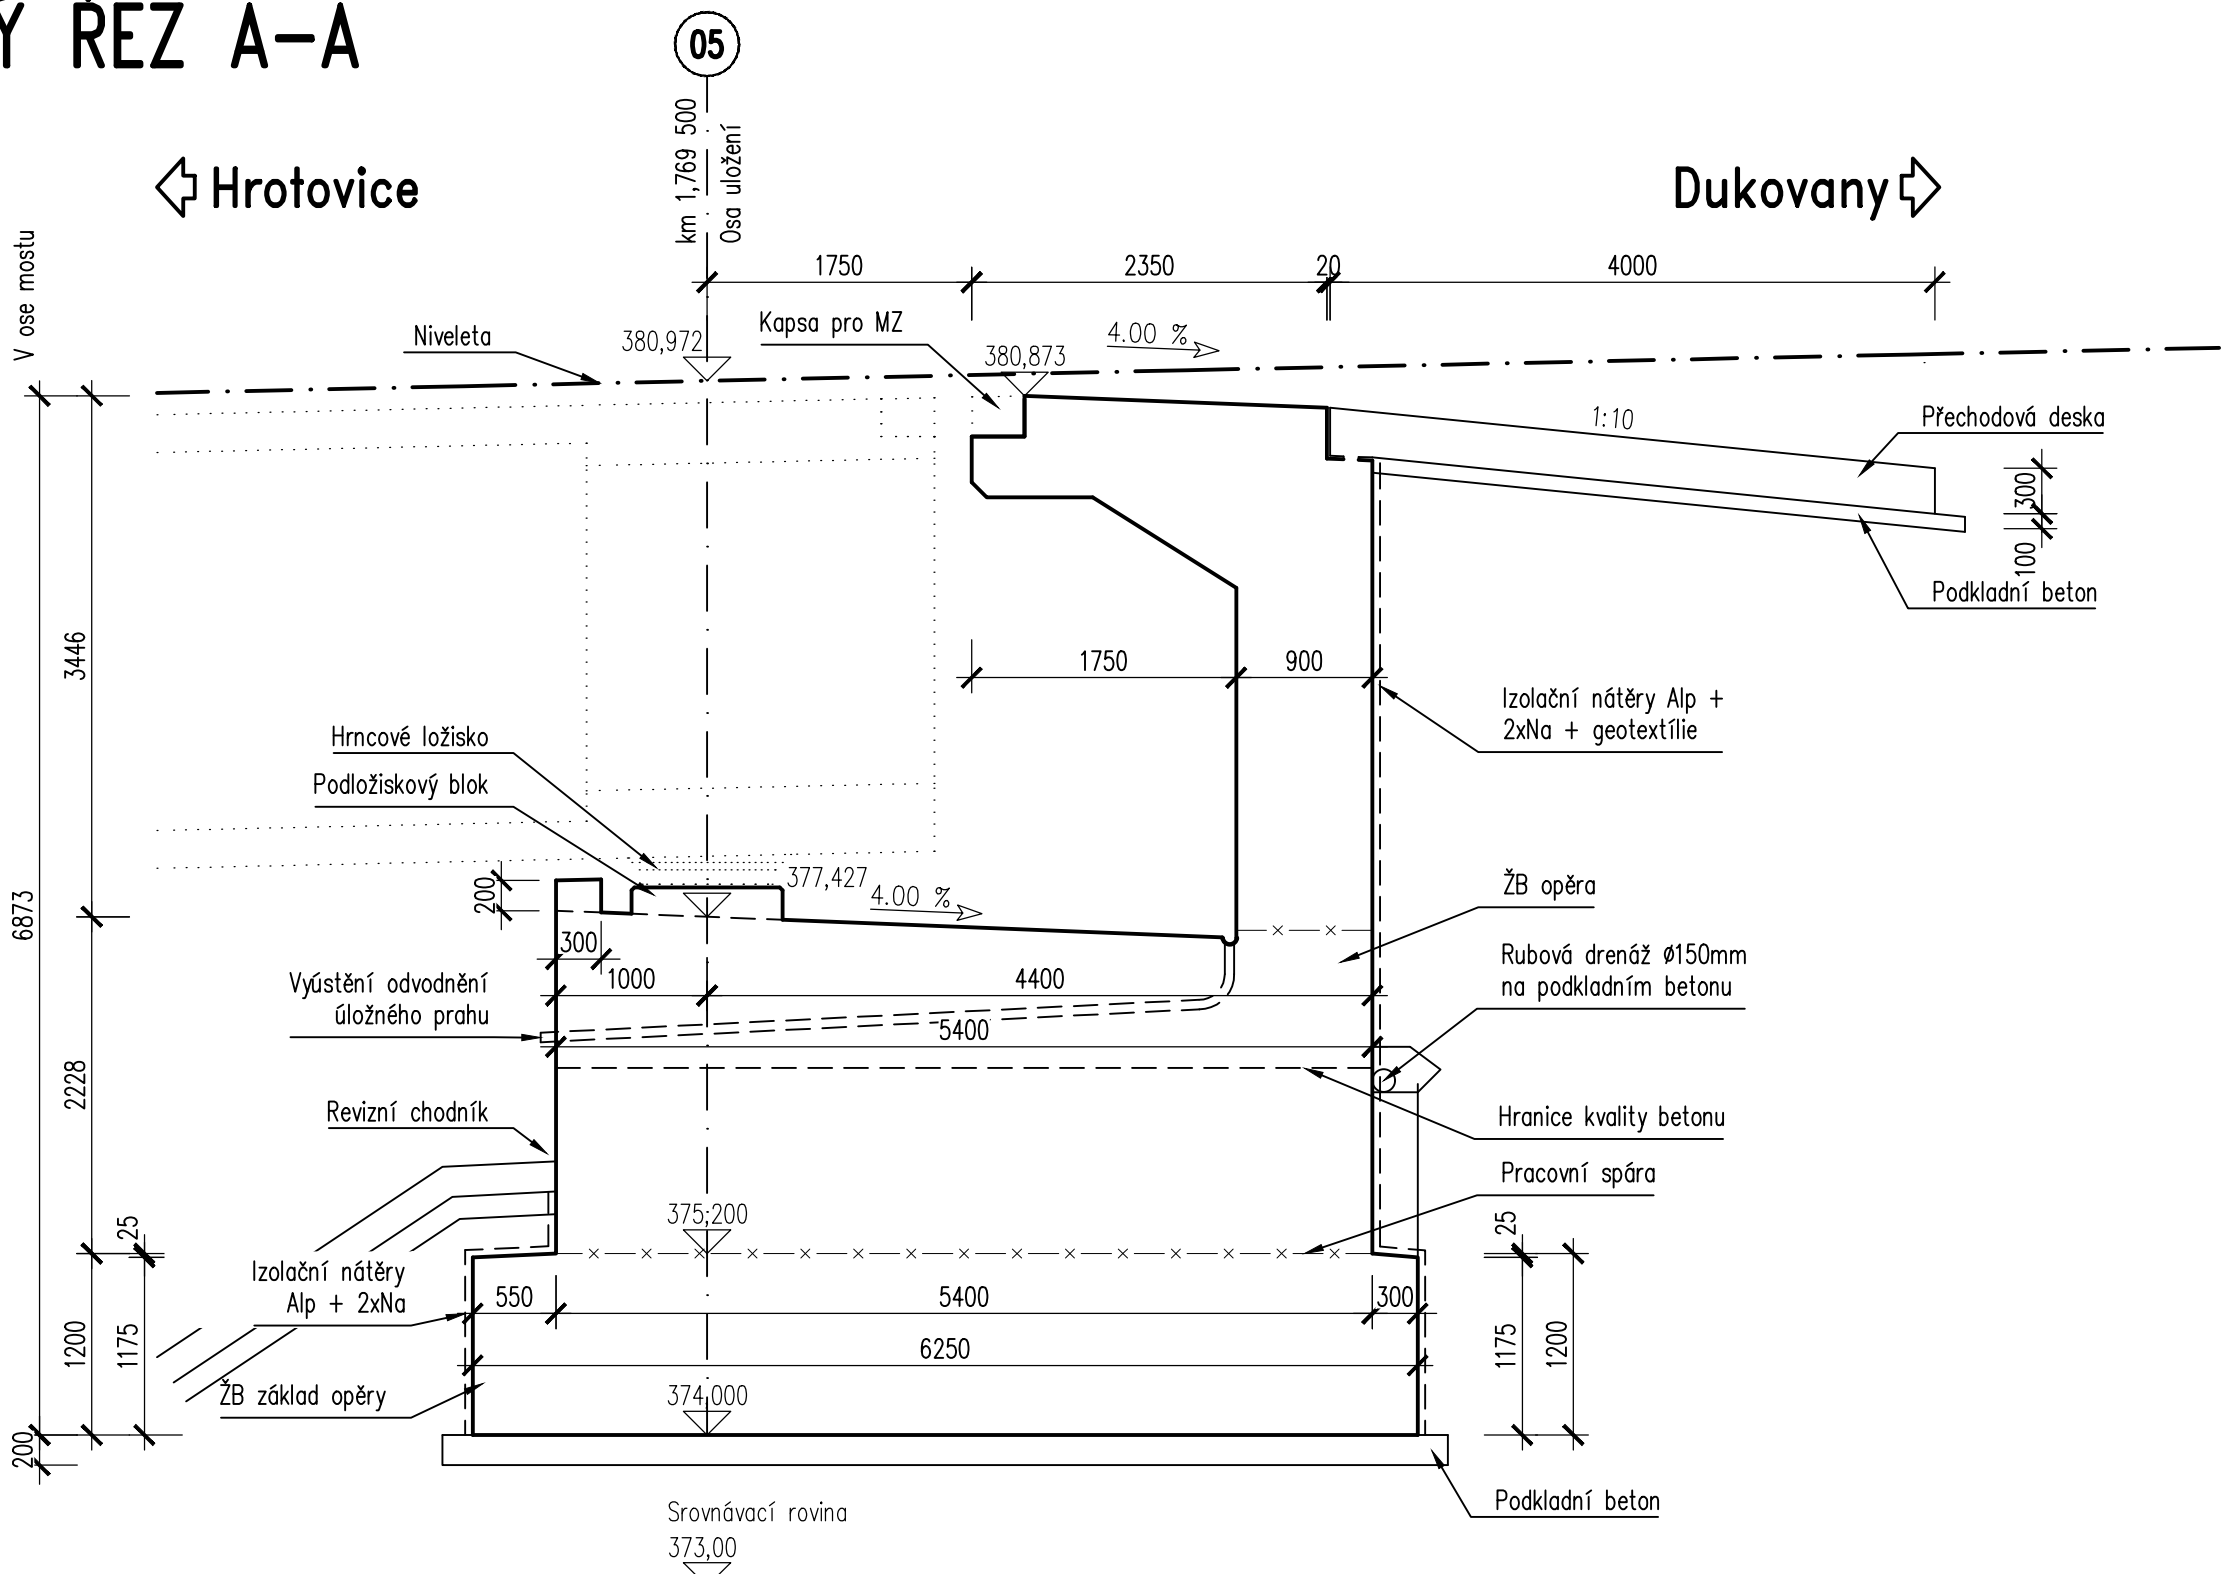 Ý ŘEZ A-A
05
km 1,769 500
Osa uložení
Hrotovice
Dukovany
V ose mostu
1750
2350
20
4000
Niveleta
380,972
Kapsa pro MZ
380,873
4.00 %
1:10
Přechodová deska
300
100
Podkladní beton
3446
1750
900
Izolační nátěry Alp +
2xNa + geotextílie
Hrncové ložisko
Podložiskový blok
377,427
4.00 %
200
ŽB opěra
6873
300
1000
4400
Vyústění odvodnění
úložného prahu
Rubová drenáž ø150mm
na podkladním betonu
5400
2228
Revizní chodník
Hranice kvality betonu
Pracovní spára
375,200
25
25
Izolační nátěry
Alp + 2xNa
550
5400
300
1200
1175
6250
1175
1200
ŽB základ opěry
374,000
200
Podkladní beton
Srovnávací rovina
373,00